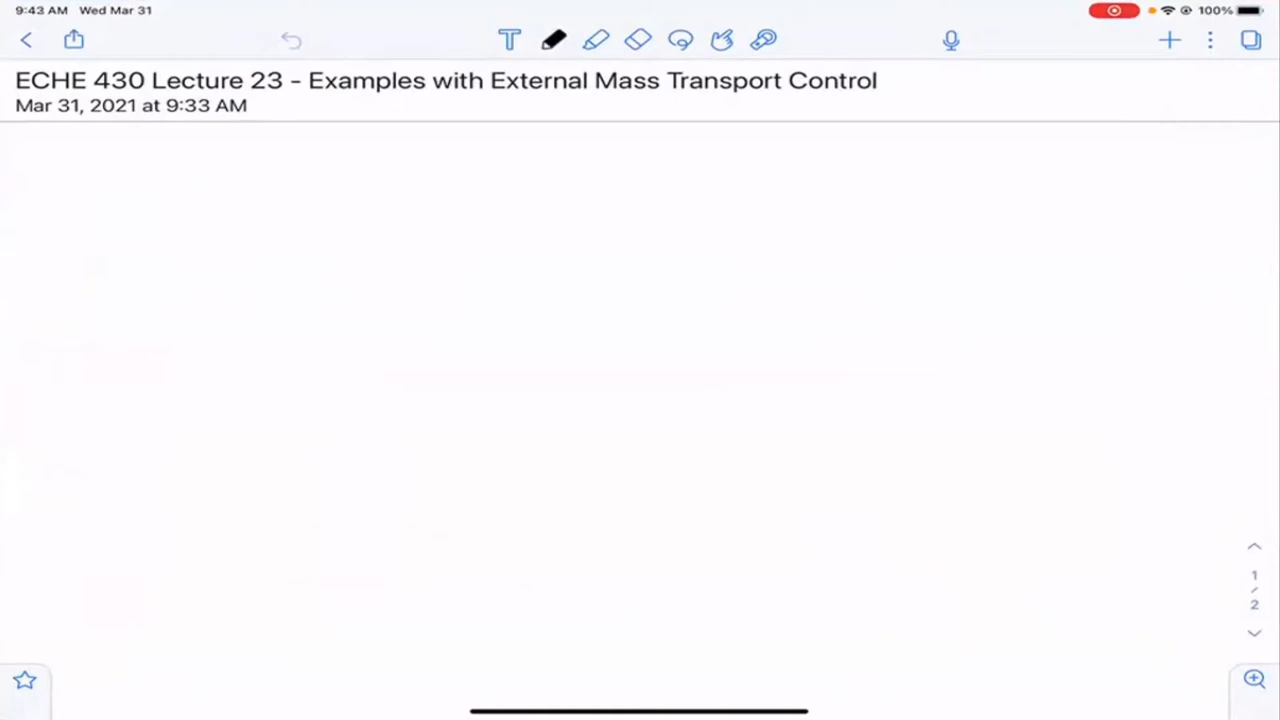 9:43 AM Wed Mar 31
100%
T
ECHE 430 Lecture 23 - Examples with External Mass Transport Control
Mar 31, 2021 at 9:33 AM
1
/
2